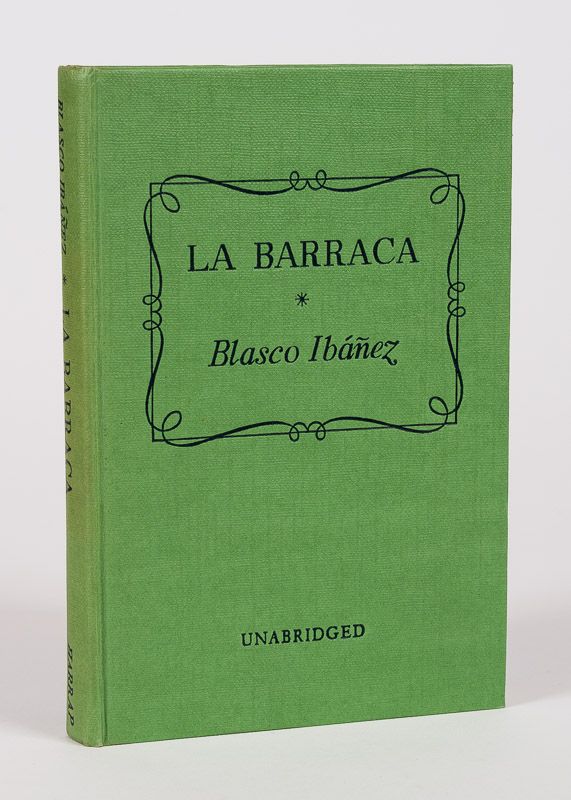 LA BARRACA
*
Blasco Ibáñez
UNABRIDGED
BLASCO IBÁÑEZ * LA BARRACA HARRAP